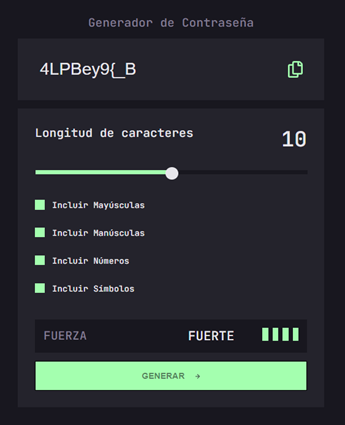 Generador de Contraseña
4LPBey9{_B
Longitud de caracteres
10
Incluir Mayúsculas
Incluir Manúsculas
Incluir Números
Incluir Símbolos
FUERZA
FUERTE
GENERAR →